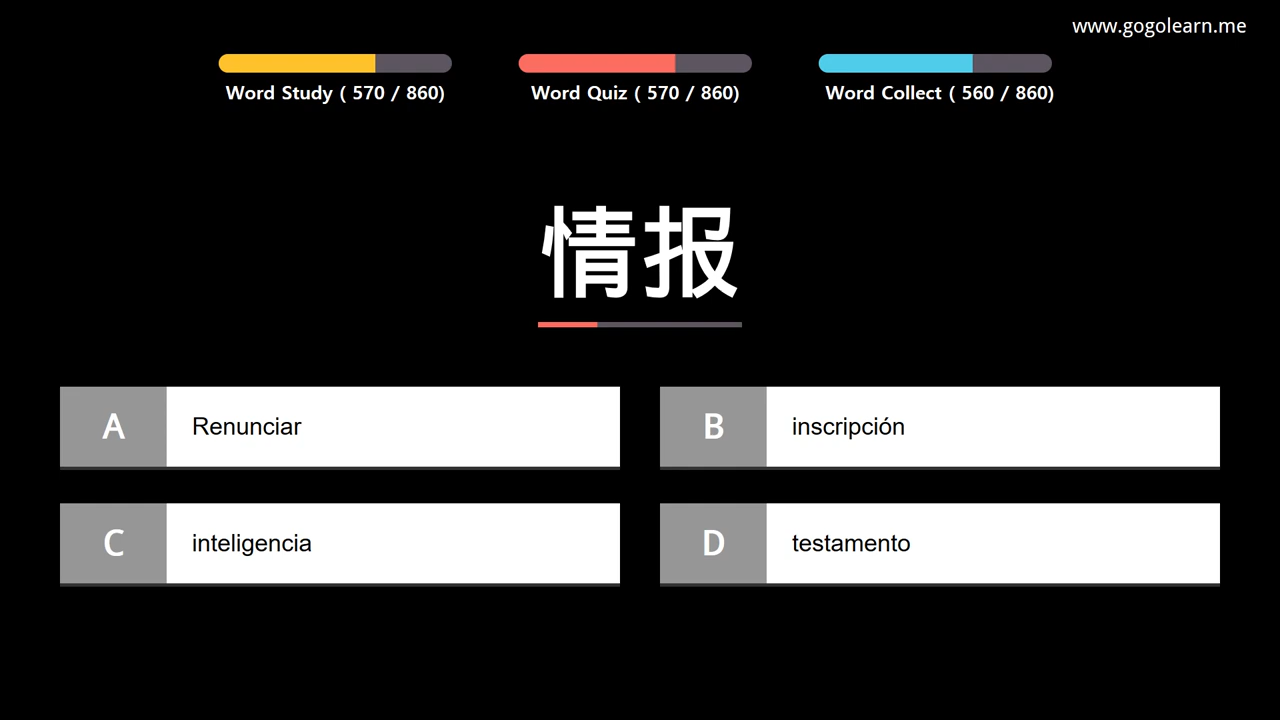 www.gogolearn.me
Word Study ( 570 / 860)
Word Quiz ( 570 / 860)
Word Collect ( 560 / 860)
情报
A
Renunciar
B
inscripción
C
inteligencia
D
testamento